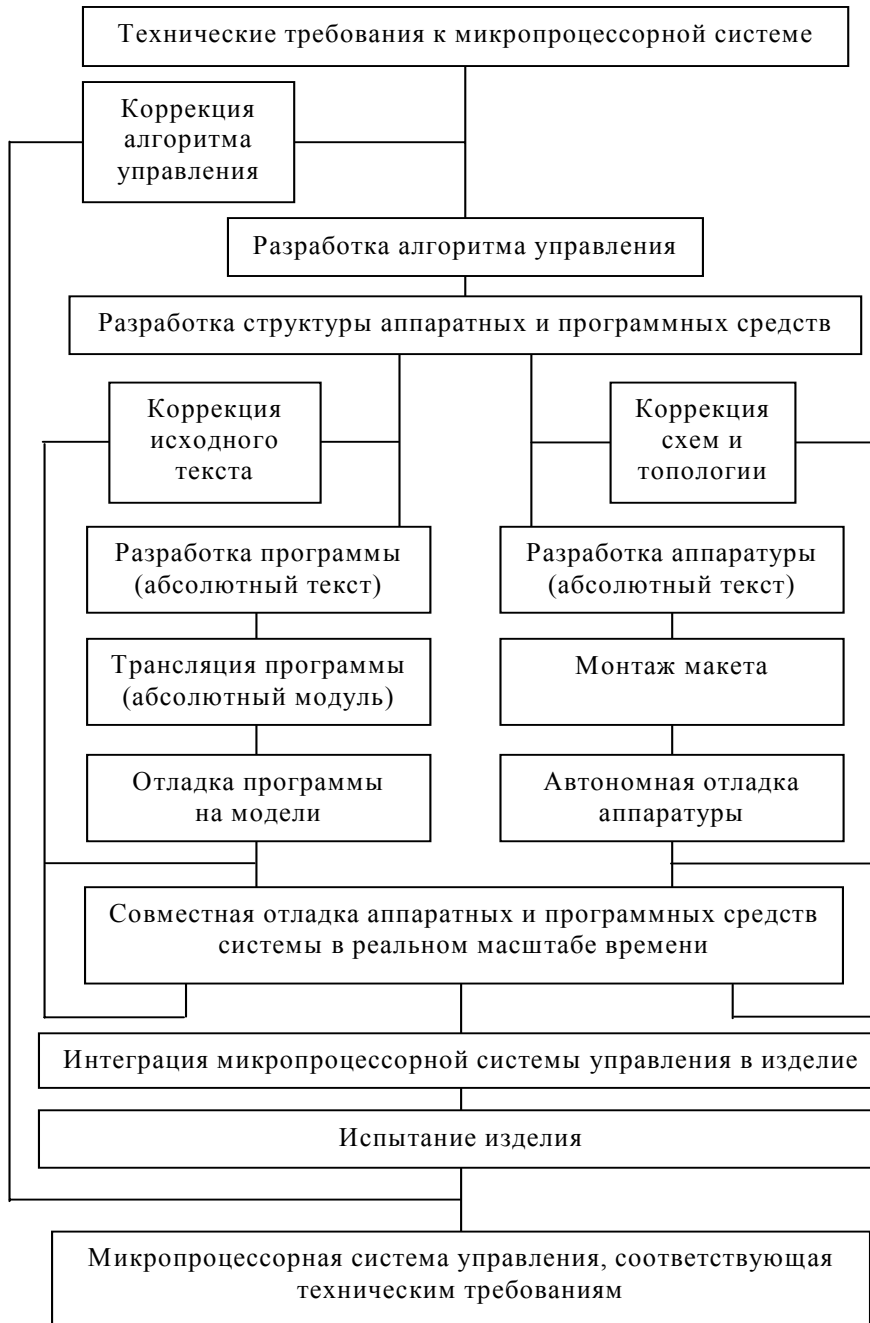 Технические требования к микропроцессорной системе
Коррекция
алгоритма
управления
Разработка алгоритма управления
Разработка структуры аппаратных и программных средств
Коррекция
исходного
текста
Коррекция
схем и
топологии
Разработка программы
(абсолютный текст)
Разработка аппаратуры
(абсолютный текст)
Трансляция программы
(абсолютный модуль)
Монтаж макета
Отладка программы
на модели
Автономная отладка
аппаратуры
Совместная отладка аппаратных и программных средств
системы в реальном масштабе времени
Интеграция микропроцессорной системы управления в изделие
Испытание изделия
Микропроцессорная система управления, соответствующая
техническим требованиям